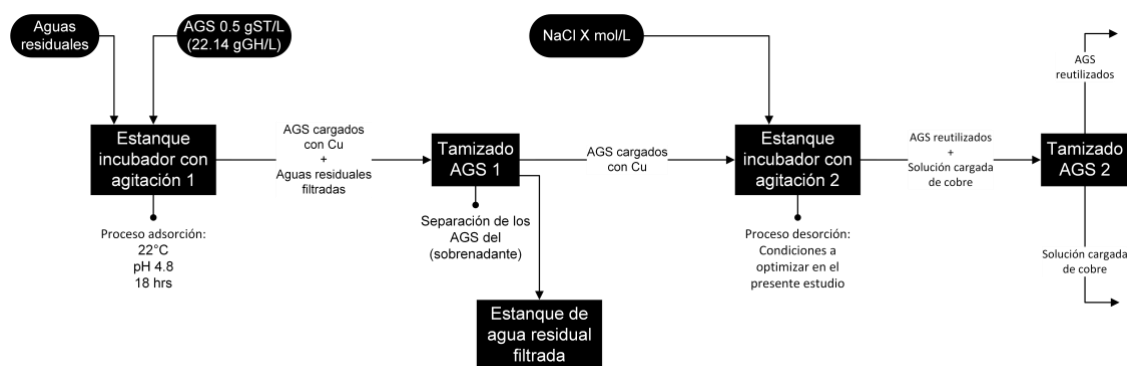 Aguas
residuales
AGS 0.5 gST/L
(22.14 gGH/L)
NaCl X mol/L
AGS
reutilizados
Estanque
incubador con
agitación 1
AGS cargados
con Cu
+
Aguas residuales
filtradas
Tamizado
AGS 1
AGS cargados
con Cu
Estanque
incubador con
agitación 2
AGS reutilizados
+
Solución cargada
de cobre
Tamizado
AGS 2
Proceso adsorción:
22°C
pH 4.8
18 hrs
Separación de los
AGS del
(sobrenadante)
Proceso desorción:
Condiciones a
optimizar en el
presente estudio
Solución cargada
de cobre
Estanque de
agua residual
filtrada